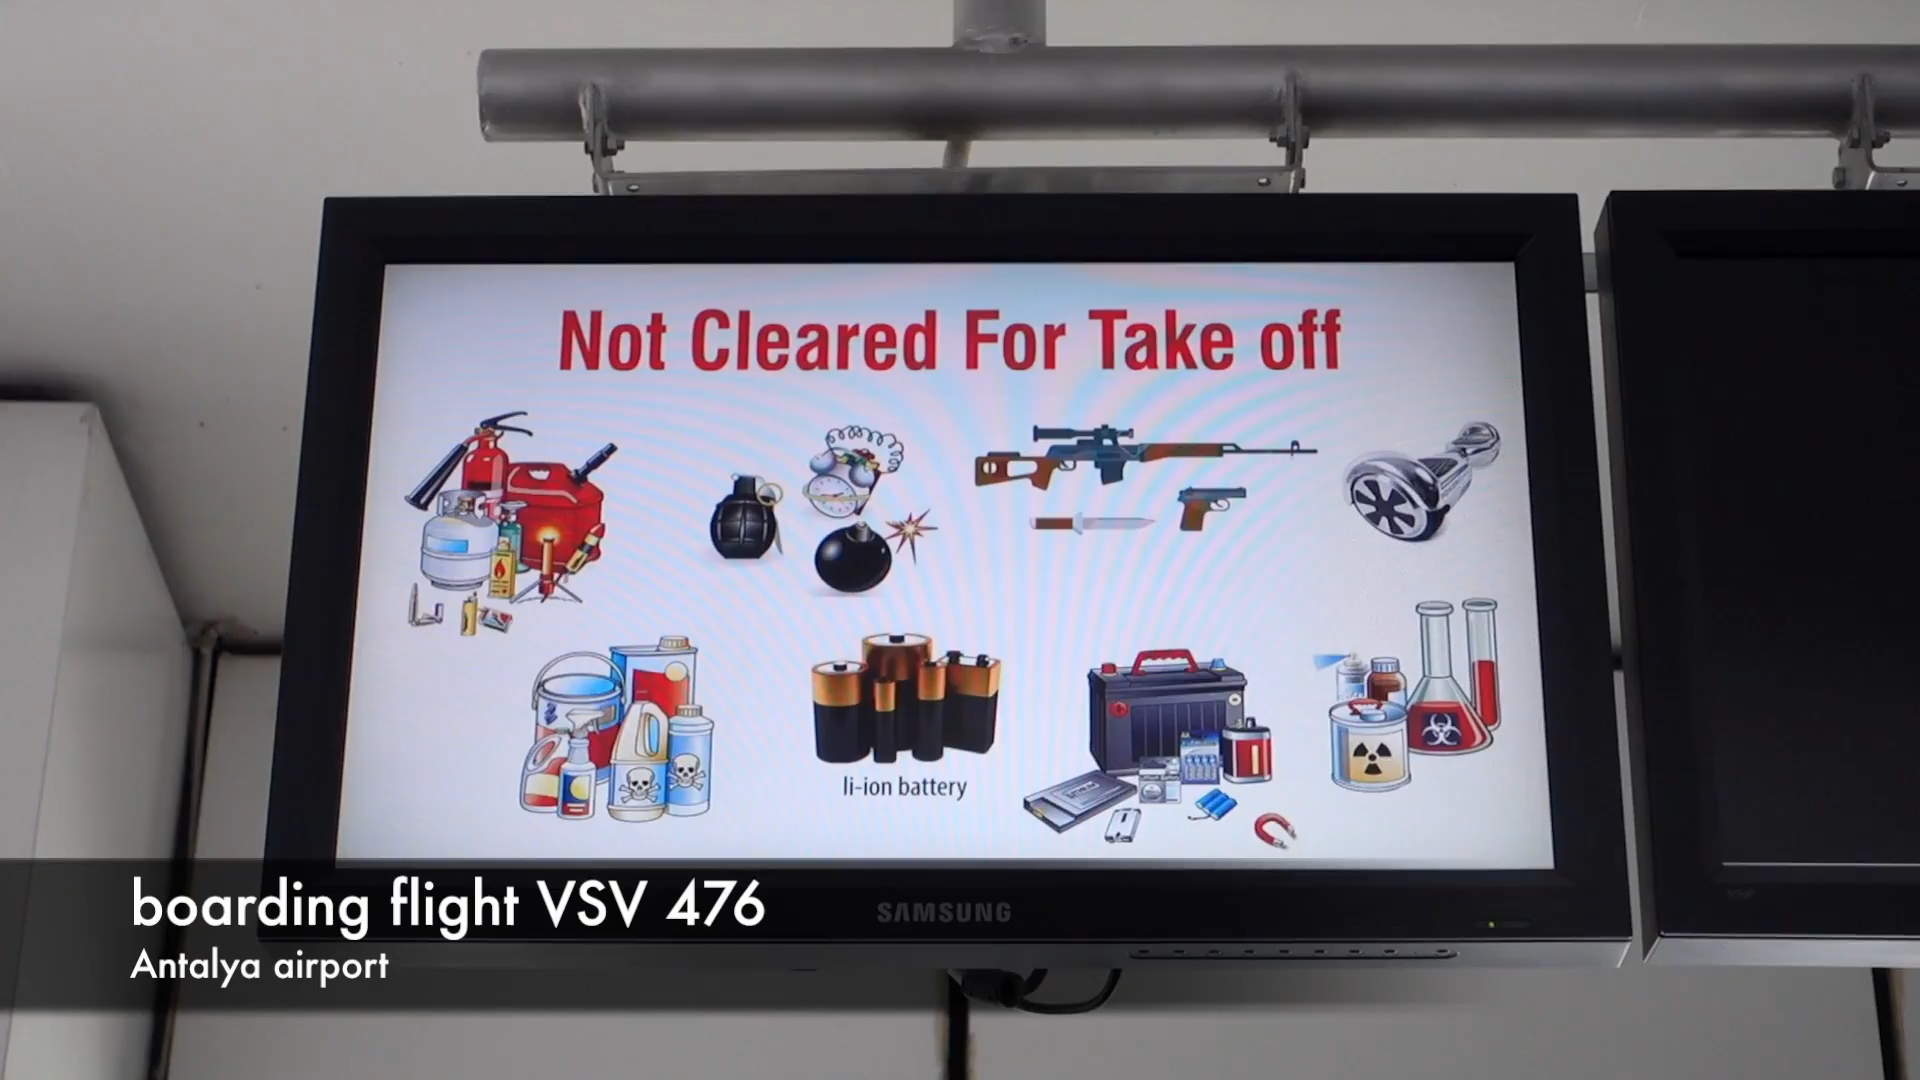 Not Cleared For Take off
li-ion battery
SAMSUNG
boarding flight VSV 476
Antalya airport